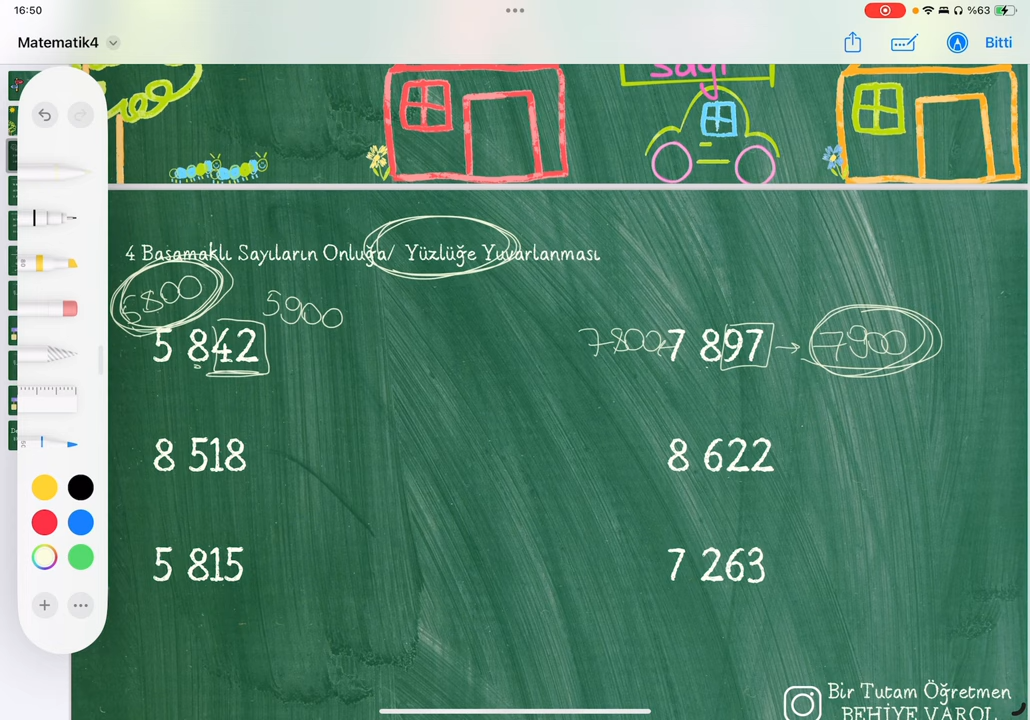 16:50
%63
Matematik4
Bitti
sayı
4 Basamaklı Sayıların Onluğa/ Yüzlüğe Yuvarlanması
5800 5900
5 842
7800 7 897 → 7900
8 518
8 622
5 815
7 263
Bir Tutam Öğretmen
BEHİYE VAROL